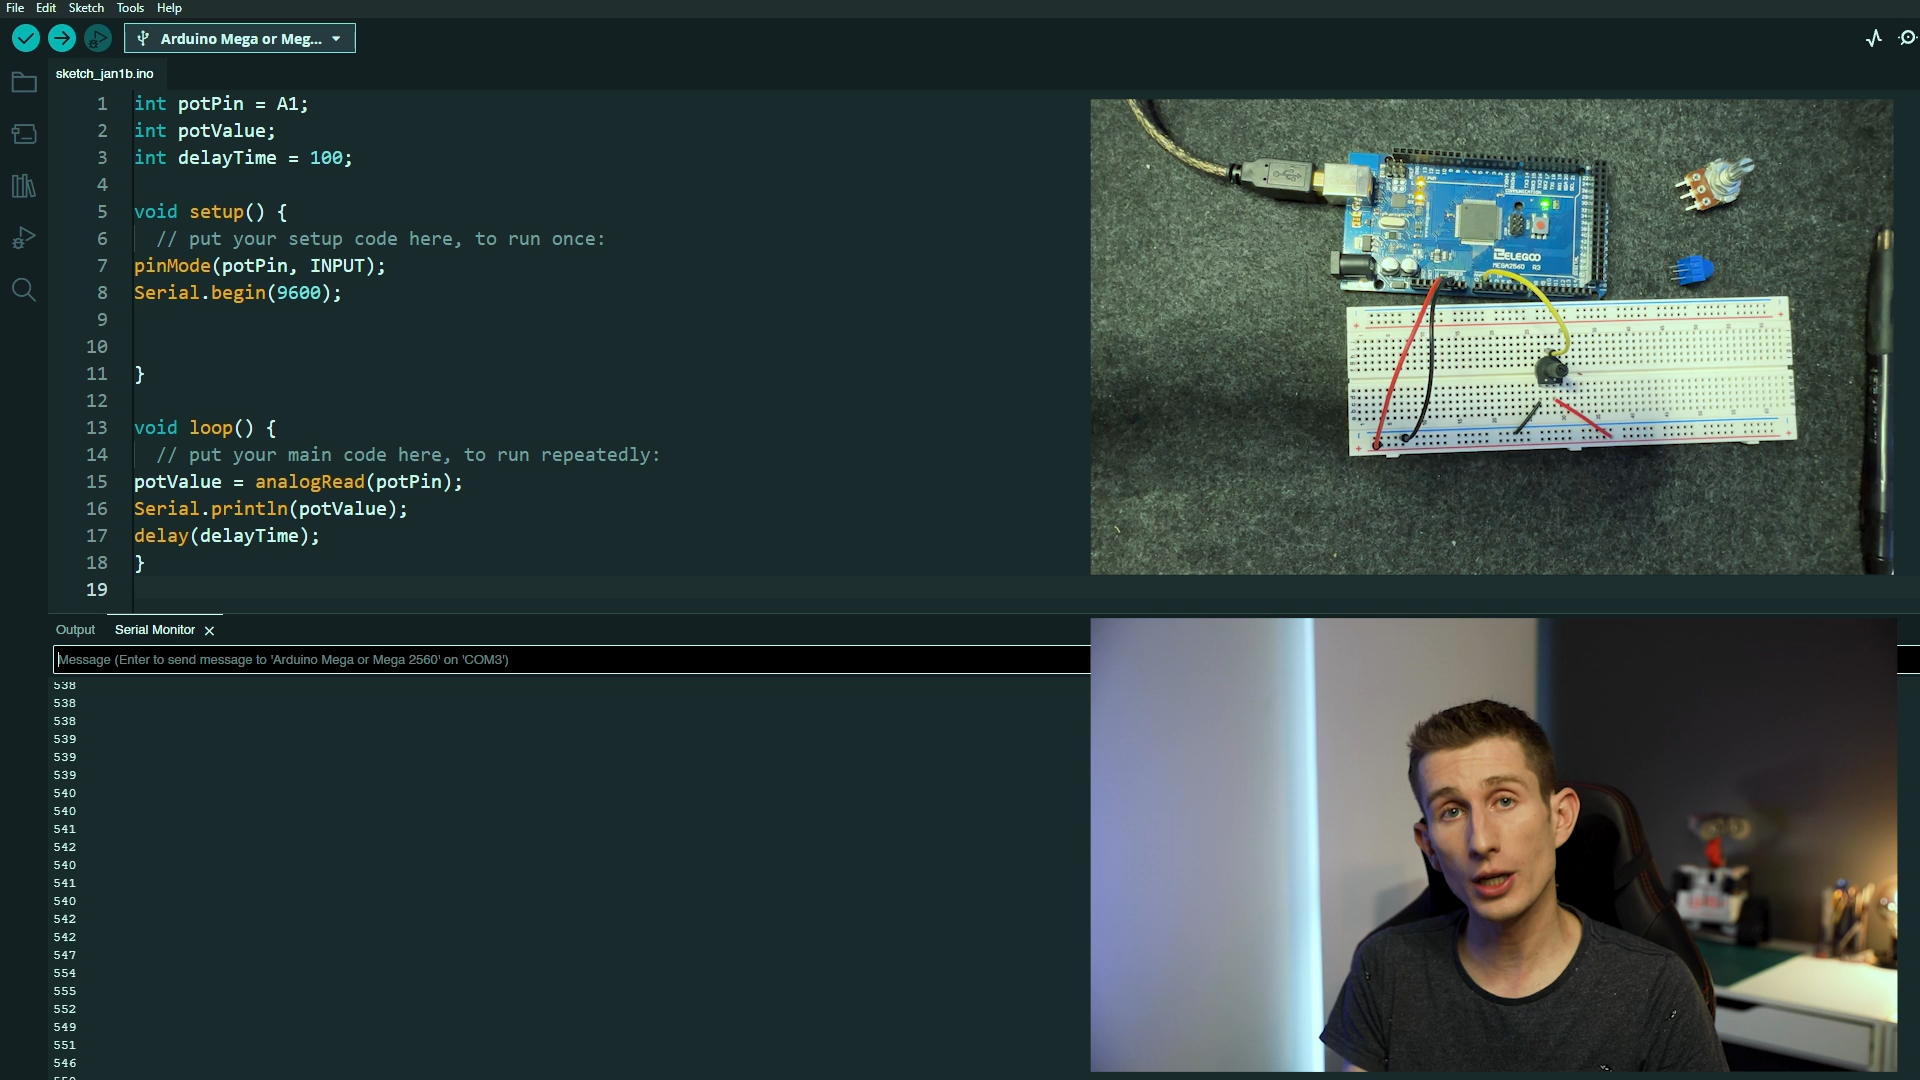 File Edit Sketch Tools Help
Arduino Mega or Meg...
sketch_jan1b.ino
1 int potPin = A1;
2 int potValue;
3 int delayTime = 100;
4
5 void setup() {
6 // put your setup code here, to run once:
7 pinMode(potPin, INPUT);
8 Serial.begin(9600);
9
10
11 }
12
13 void loop() {
14 // put your main code here, to run repeatedly:
15 potValue = analogRead(potPin);
16 Serial.println(potValue);
17 delay(delayTime);
18 }
19
ELEGOO
MEGA2560 R3
Output Serial Monitor
Message (Enter to send message to 'Arduino Mega or Mega 2560' on 'COM3')
538
538
538
539
539
539
540
540
541
542
540
541
540
542
542
547
554
555
552
549
551
546